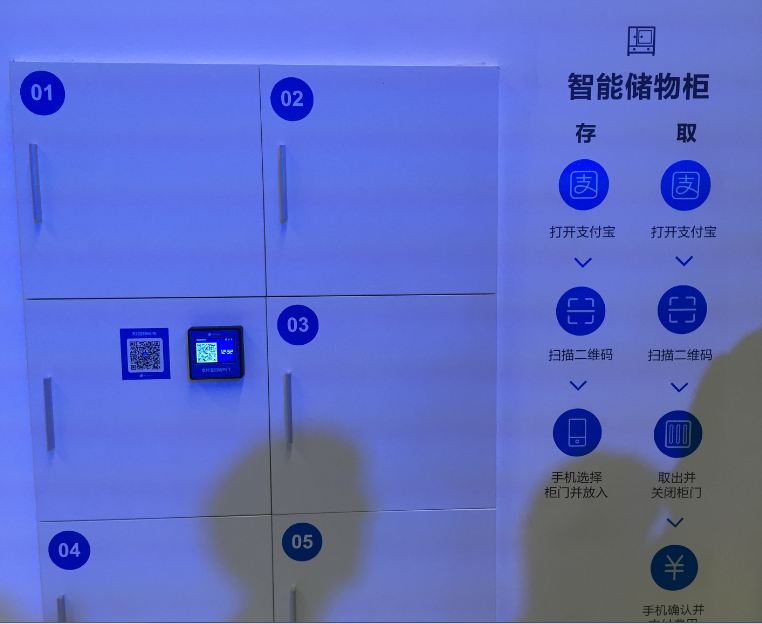 01
02
03
04
05
智能储物柜
存
取
支
支
打开支付宝
打开支付宝
扫描二维码
扫描二维码
手机选择
柜门并放入
取出并
关闭柜门
¥
手机确认并